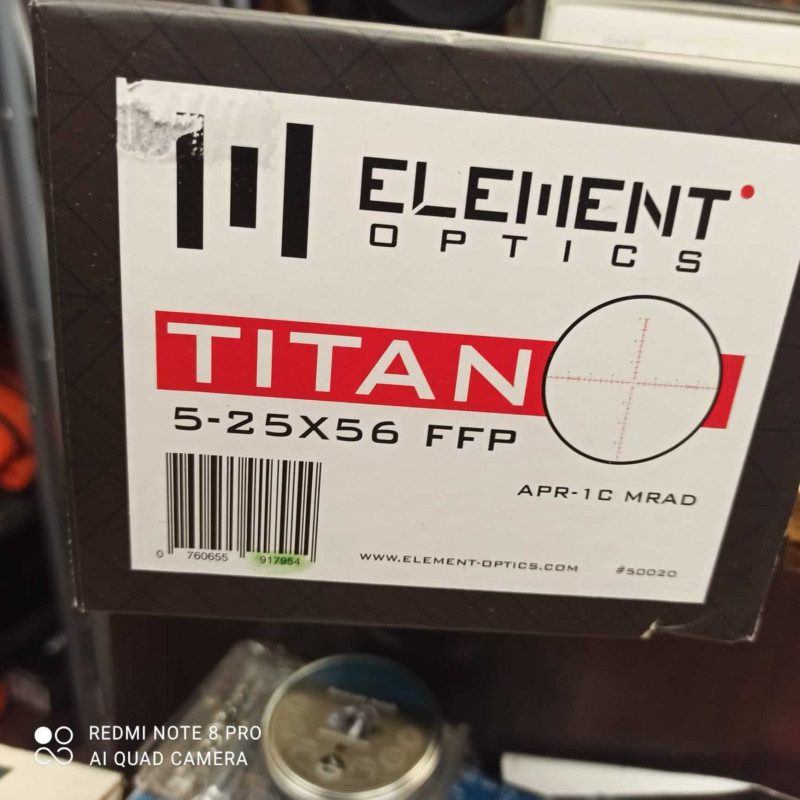 ELEMENT
OPTICS
TITAN
5-25X56 FFP
APR-1C MRAD
0 760655 917954
WWW.ELEMENT-OPTICS.COM #50020
REDMI NOTE 8 PRO
AI QUAD CAMERA